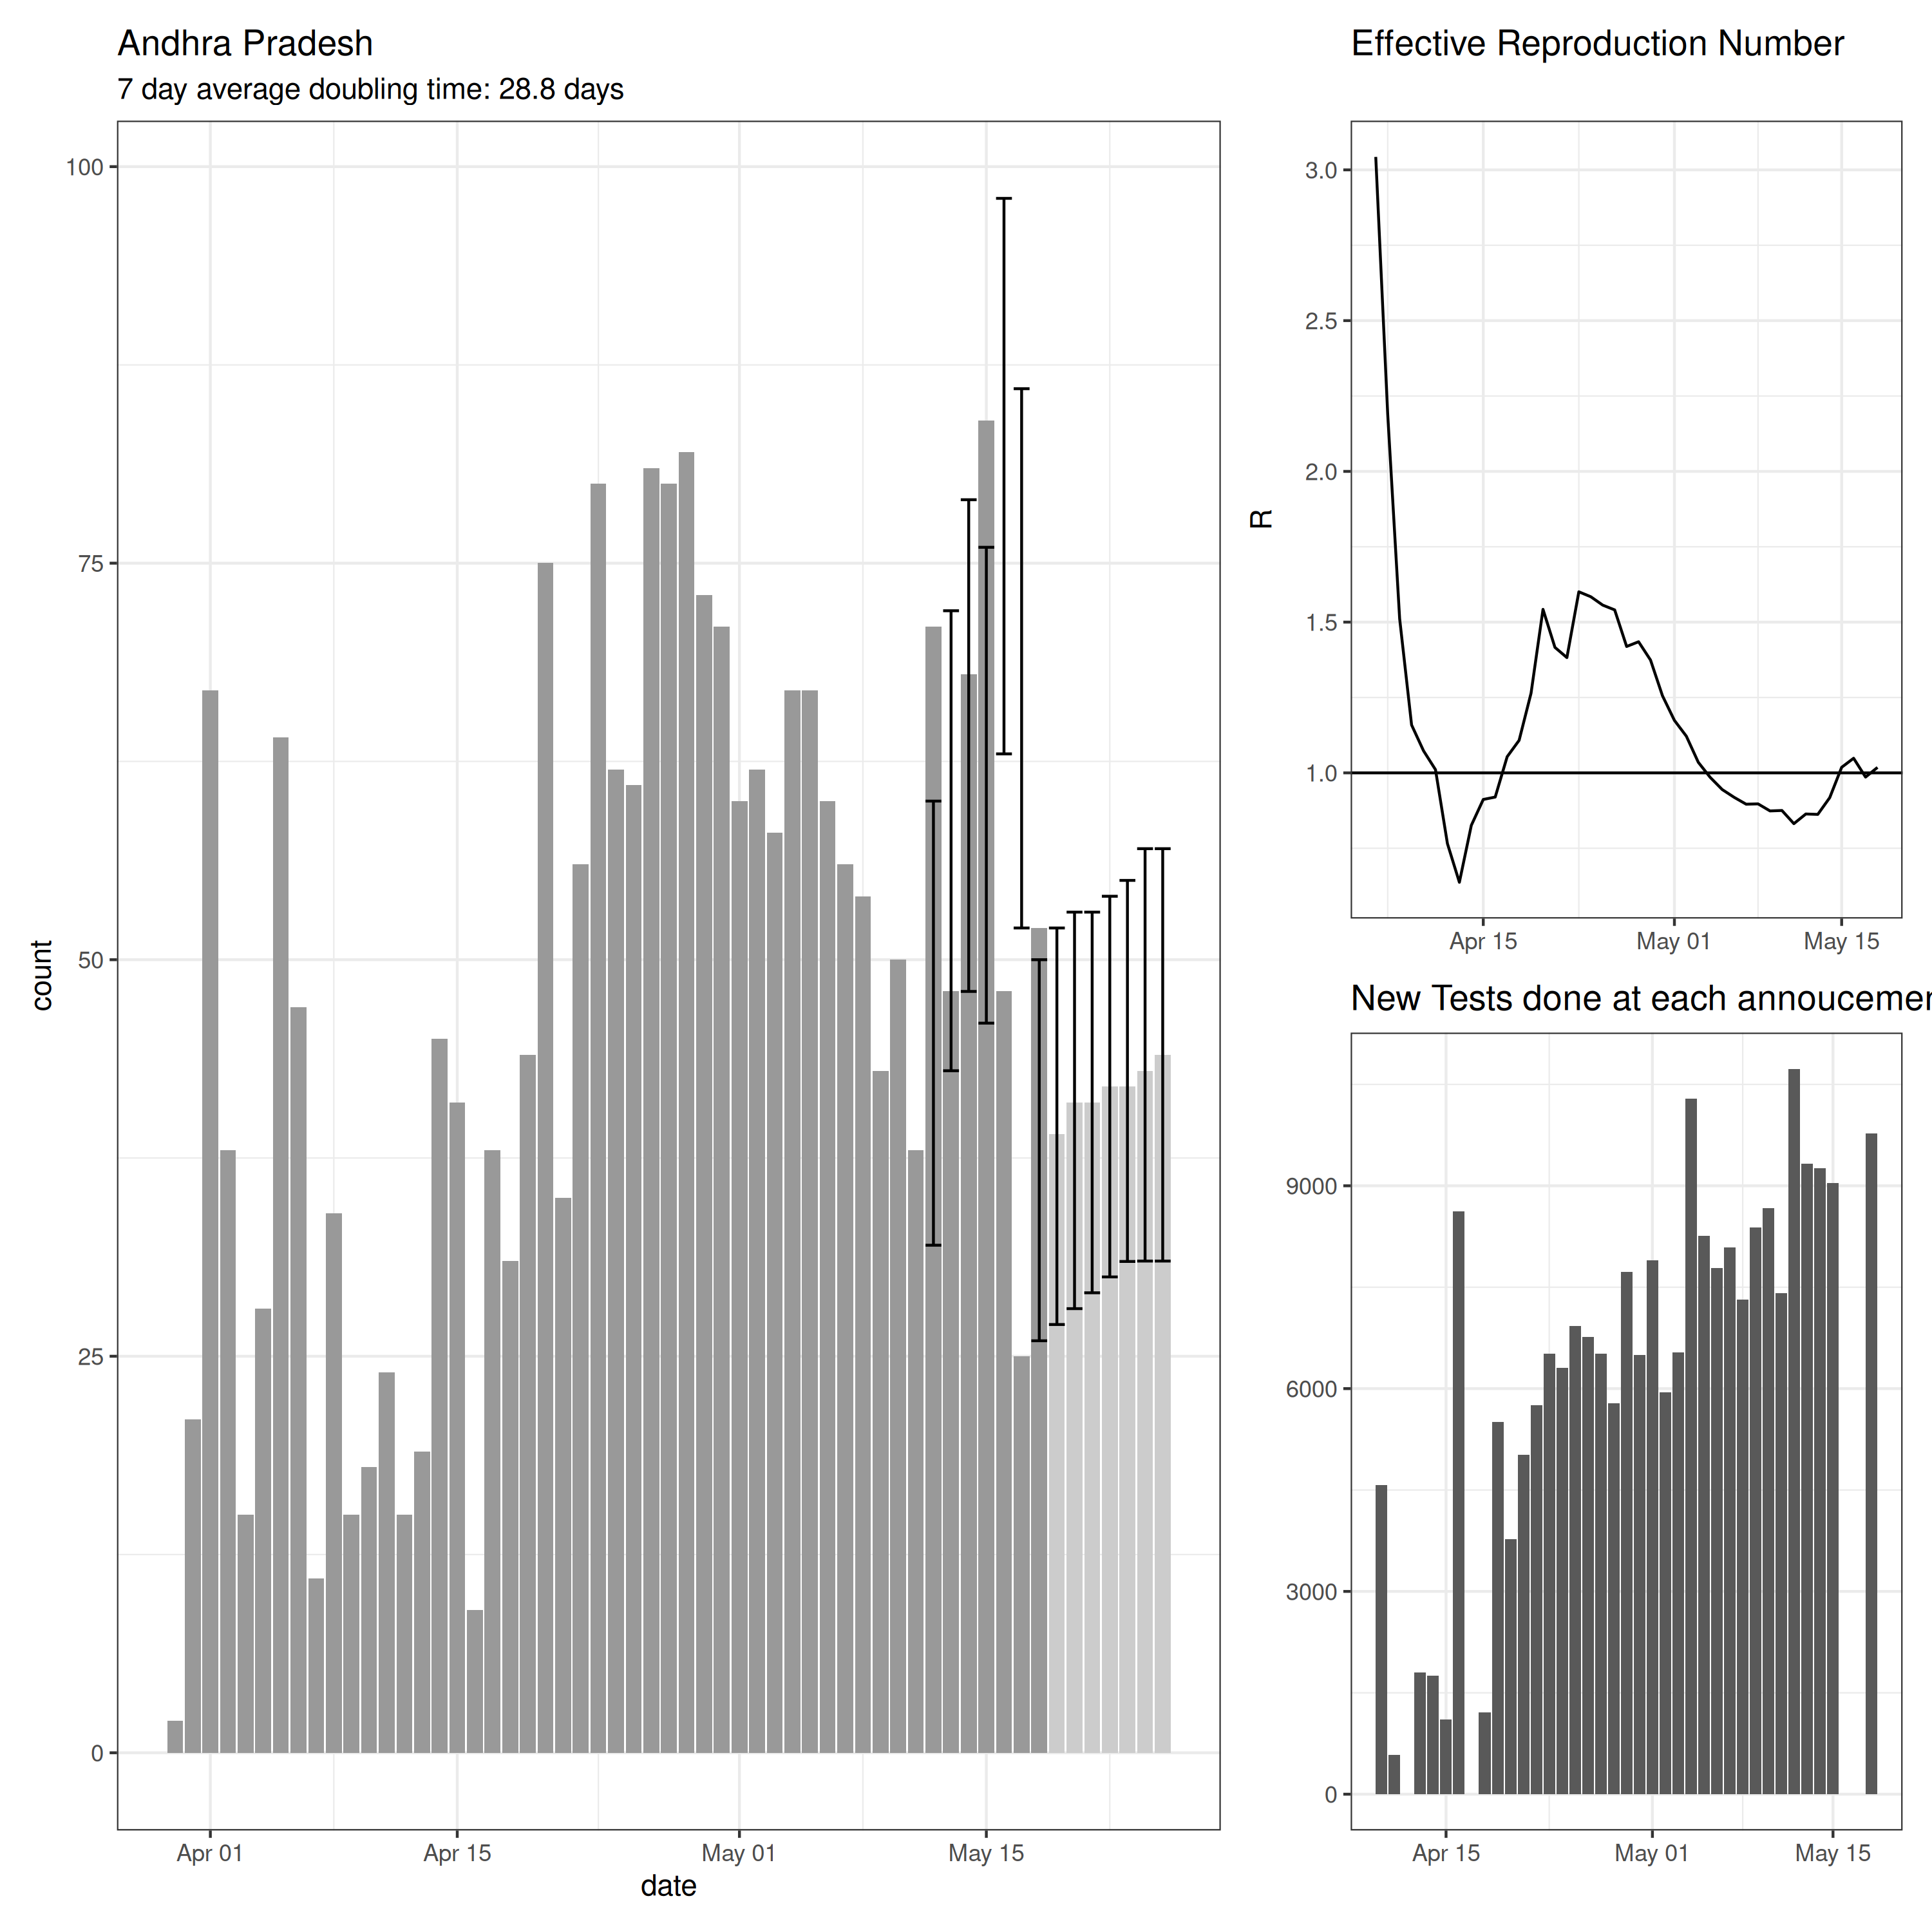 Andhra Pradesh
7 day average doubling time: 28.8 days
100
75
50
25
0
count
Apr 01
Apr 15
May 01
May 15
date
Effective Reproduction Number
3.0
2.5
2.0
1.5
1.0
R
Apr 15
May 01
May 15
New Tests done at each annoucemen
9000
6000
3000
0
Apr 15
May 01
May 15